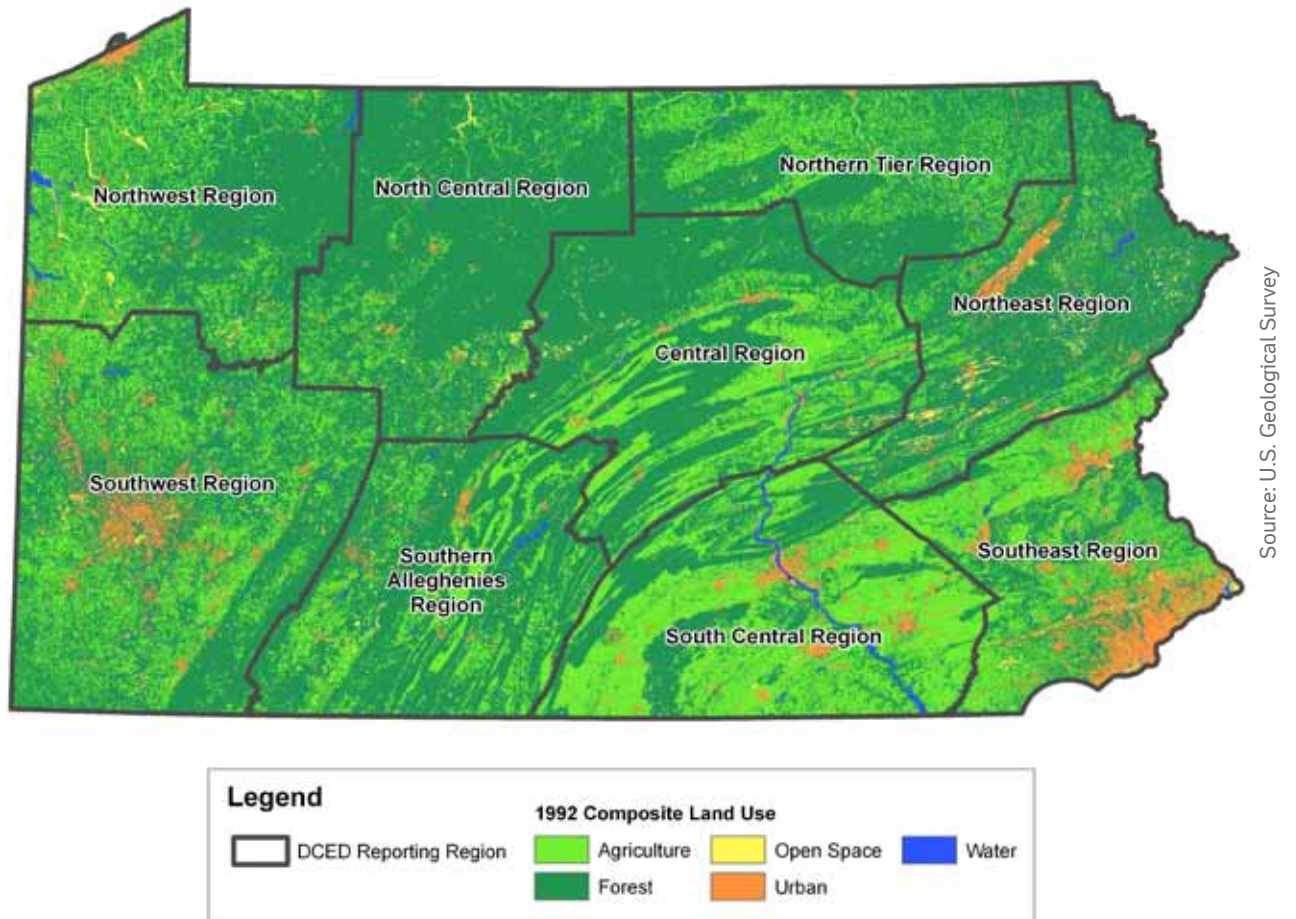 Northwest Region
North Central Region
Northern Tier Region
Northeast Region
Central Region
Southwest Region
Southern
Alleghenies
Region
Southeast Region
South Central Region
Source: U.S. Geological Survey
Legend
DCED Reporting Region
1992 Composite Land Use
Agriculture
Open Space
Water
Forest
Urban